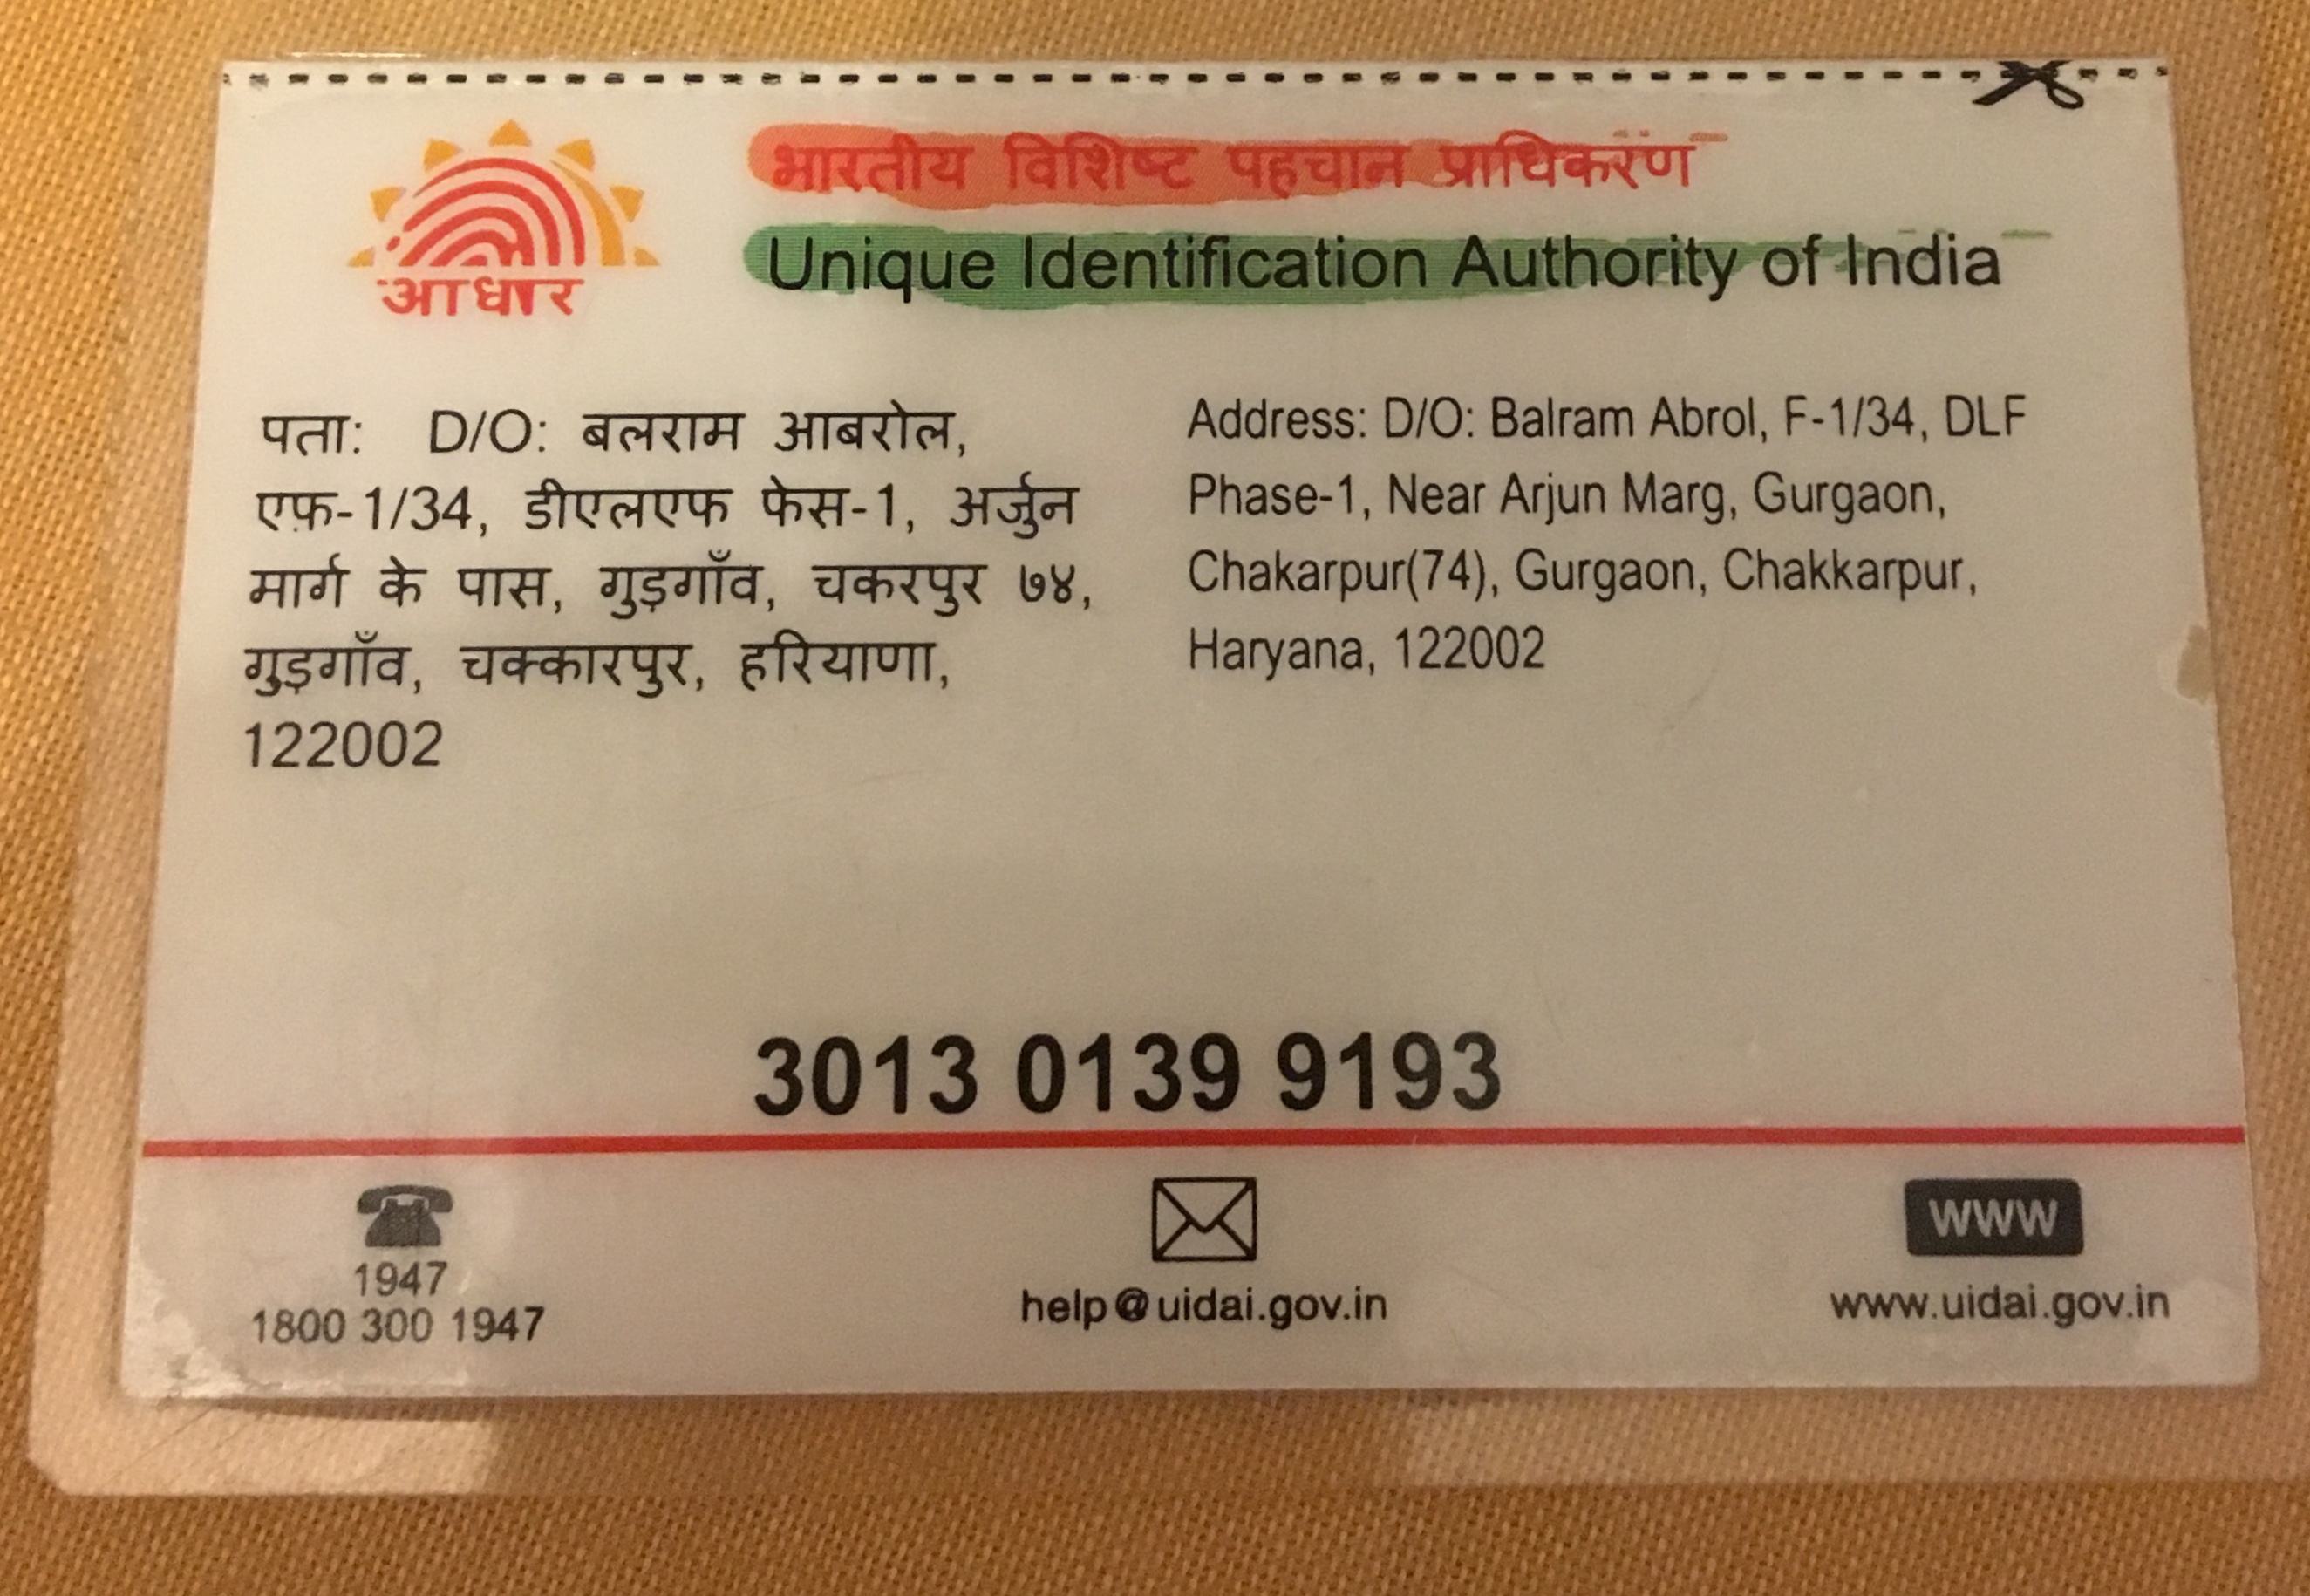 आधार
भारतीय विशिष्ट पहचान प्राधिकरण
Unique Identification Authority of India
पता: D/O: बलराम आबरोल,
एफ़-1/34, डीएलएफ फेस-1, अर्जुन
मार्ग के पास, गुड़गाँव, चकरपुर ७४,
गुड़गाँव, चक्कारपुर, हरियाणा,
122002
Address: D/O: Balram Abrol, F-1/34, DLF
Phase-1, Near Arjun Marg, Gurgaon,
Chakarpur(74), Gurgaon, Chakkarpur,
Haryana, 122002
3013 0139 9193
1947
1800 300 1947
help@uidai.gov.in
WWW
www.uidai.gov.in